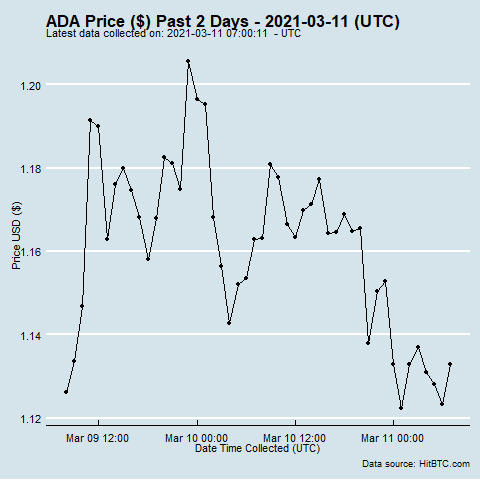 ADA Price ($) Past 2 Days - 2021-03-11 (UTC)
Latest data collected on: 2021-03-11 07:00:11 - UTC
1.20
1.18
1.16
1.14
1.12
Price USD ($)
Mar 09 12:00 Mar 10 00:00 Mar 10 12:00 Mar 11 00:00
Date Time Collected (UTC)
Data source: HitBTC.com